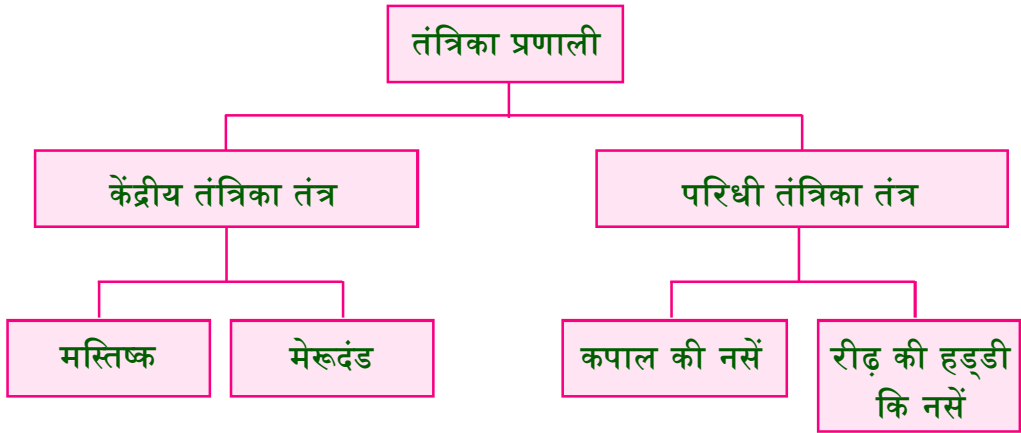 तंत्रिका प्रणाली
केंद्रीय तंत्रिका तंत्र
परिधी तंत्रिका तंत्र
मस्तिष्क
मेरूदंड
कपाल की नसें
रीढ़ की हड्डी
कि नसें